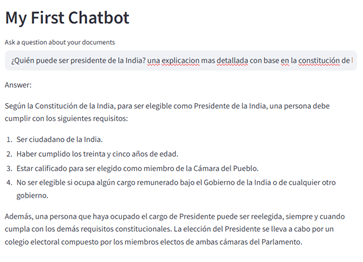 My First Chatbot
Ask a question about your documents
¿Quién puede ser presidente de la India? una explicacion mas detallada con base en la constitución de l
Answer:
Según la Constitución de la India, para ser elegible como Presidente de la India, una persona debe
cumplir con los siguientes requisitos:
1. Ser ciudadano de la India.
2. Haber cumplido los treinta y cinco años de edad.
3. Estar calificado para ser elegido como miembro de la Cámara del Pueblo.
4. No ser elegible si ocupa algún cargo remunerado bajo el Gobierno de la India o de cualquier otro
gobierno.
Además, una persona que haya ocupado el cargo de Presidente puede ser reelegida, siempre y cuando
cumpla con los demás requisitos constitucionales. La elección del Presidente se lleva a cabo por un
colegio electoral compuesto por los miembros electos de ambas cámaras del Parlamento.